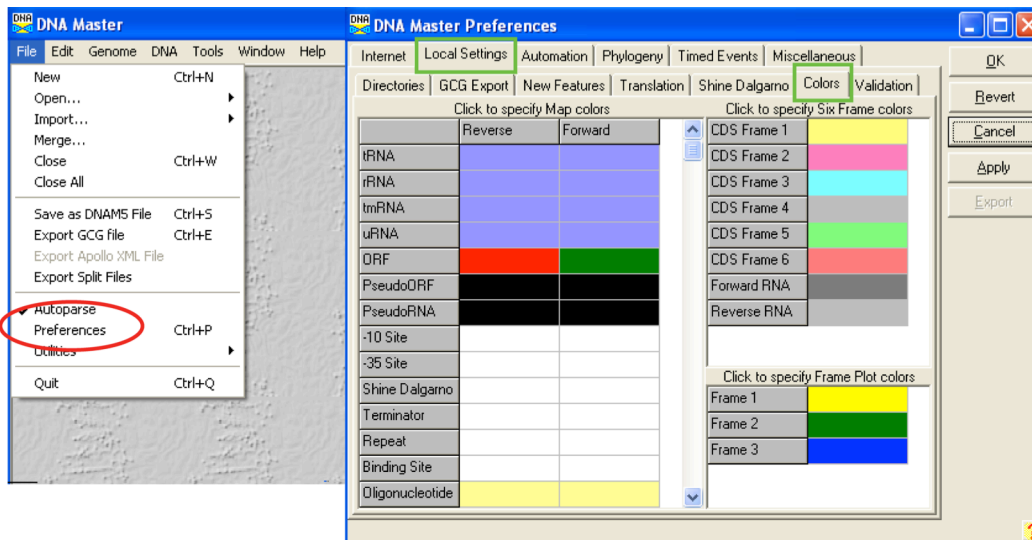 DNA Master
File Edit Genome DNA Tools Window Help
New Ctrl+N
Open...
Import...
Merge...
Close Ctrl+W
Close All
Save as DNAM5 File Ctrl+S
Export GCG file Ctrl+E
Export Apollo XML File
Export Split Files
Autoparse
Preferences Ctrl+P
Utilities
Quit Ctrl+Q
DNA Master Preferences
Internet Local Settings Automation Phylogeny Timed Events Miscellaneous
Directories GCG Export New Features Translation Shine Dalgarno Colors Validation
Click to specify Map colors
Reverse Forward
tRNA
rRNA
tmRNA
uRNA
ORF
PseudoORF
PseudoRNA
-10 Site
-35 Site
Shine Dalgarno
Terminator
Repeat
Binding Site
Oligonucleotide
Click to specify Six Frame colors
CDS Frame 1
CDS Frame 2
CDS Frame 3
CDS Frame 4
CDS Frame 5
CDS Frame 6
Forward RNA
Reverse RNA
Click to specify Frame Plot colors
Frame 1
Frame 2
Frame 3
OK
Revert
Cancel
Apply
Export